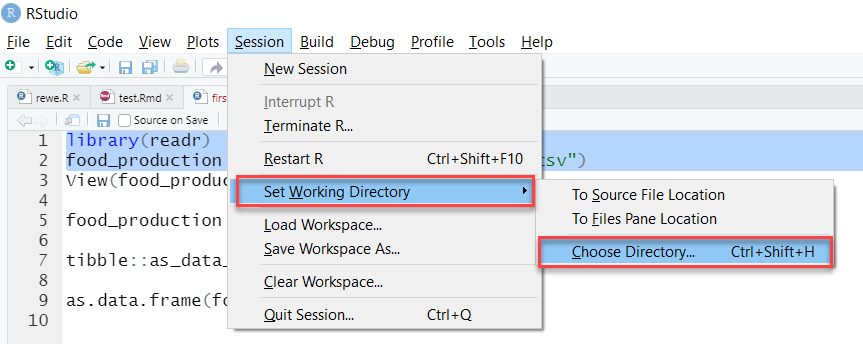 RStudio
File Edit Code View Plots Session Build Debug Profile Tools Help
New Session
Interrupt R
Terminate R...
Restart R Ctrl+Shift+F10
Set Working Directory
Load Workspace...
Save Workspace As...
Clear Workspace...
Quit Session... Ctrl+Q
To Source File Location
To Files Pane Location
Choose Directory... Ctrl+Shift+H
rewe.R test.Rmd
Source on Save
1 library(readr)
2 food_production sv")
3 View(food_produc
4
5 food_production
6
7 tibble::as_data_
8
9 as.data.frame(fo
10